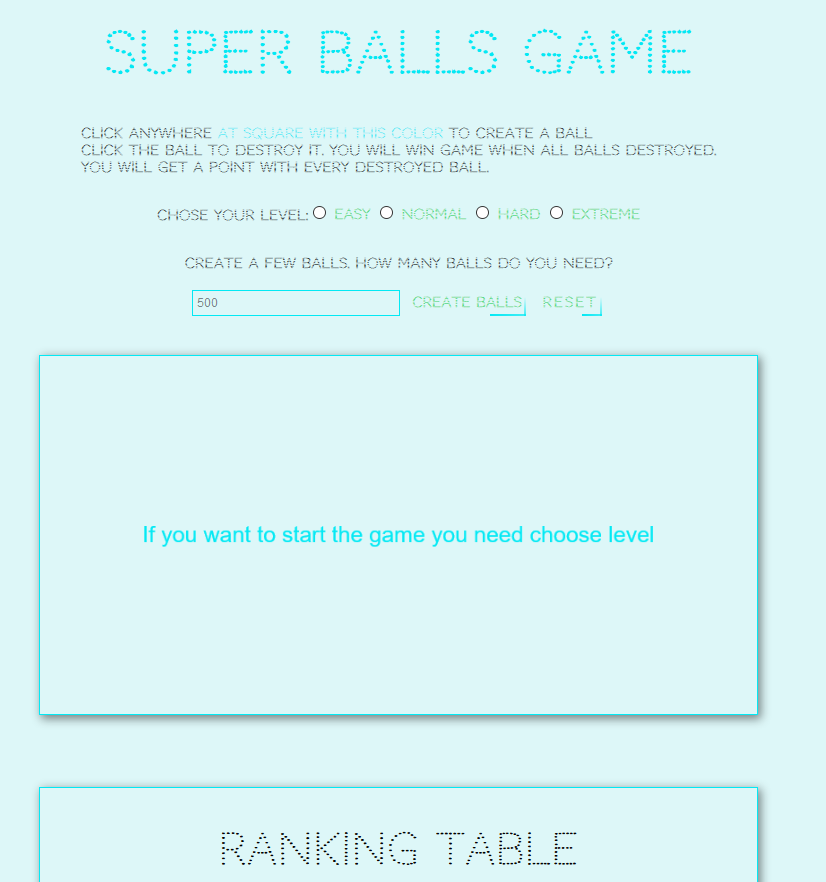 SUPER BALLS GAME
CLICK ANYWHERE AT SQUARE WITH THIS COLOR TO CREATE A BALL
CLICK THE BALL TO DESTROY IT. YOU WILL WIN GAME WHEN ALL BALLS DESTROYED.
YOU WILL GET A POINT WITH EVERY DESTROYED BALL.
CHOSE YOUR LEVEL: EASY NORMAL HARD EXTREME
CREATE A FEW BALLS. HOW MANY BALLS DO YOU NEED?
500 CREATE BALLS RESET
If you want to start the game you need choose level
RANKING TABLE